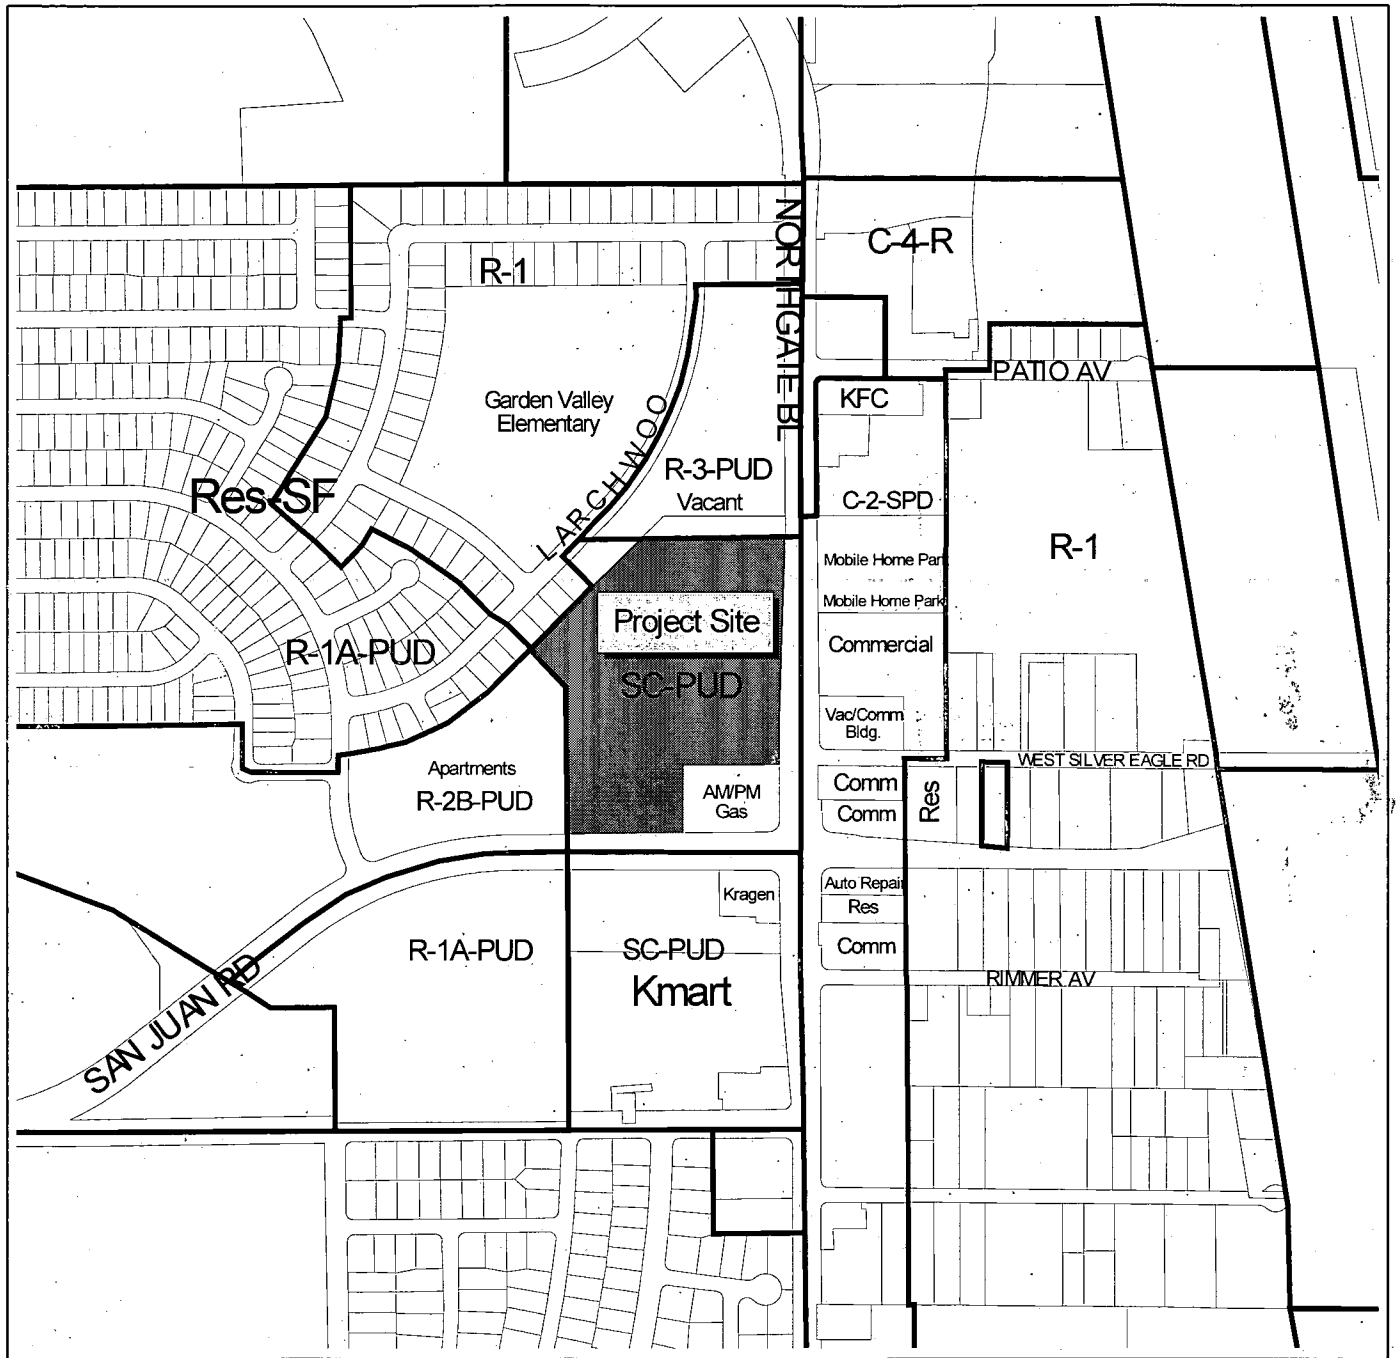 NORTHGATE BL
C-4-R
R-1
PATIO AV
KFC
Garden Valley
Elementary
LARCHWOO
R-3-PUD
Vacant
Res-SF
C-2-SPD
R-1
Mobile Home Par
Mobile Home Park
Project Site
Commercial
R-1A-PUD
SC-PUD
Vac/Comm
Bldg.
WEST SILVER EAGLE RD
Apartments
R-2B-PUD
AM/PM
Gas
Comm
Comm
Res
Kragen
Auto Repair
Res
Comm
R-1A-PUD
SC-PUD
Kmart
RIMMER AV
SAN JUAN RD